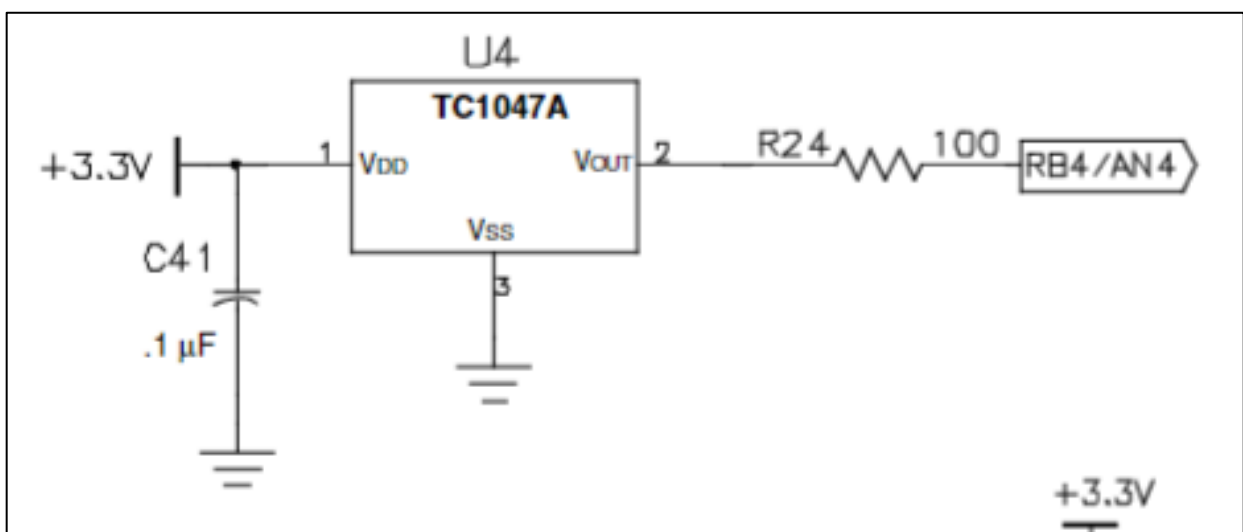 U4
TC1047A
+3.3V
1
VDD
VOUT
2
R24
100
RB4/AN4
VSS
3
C41
.1 µF
+3.3V